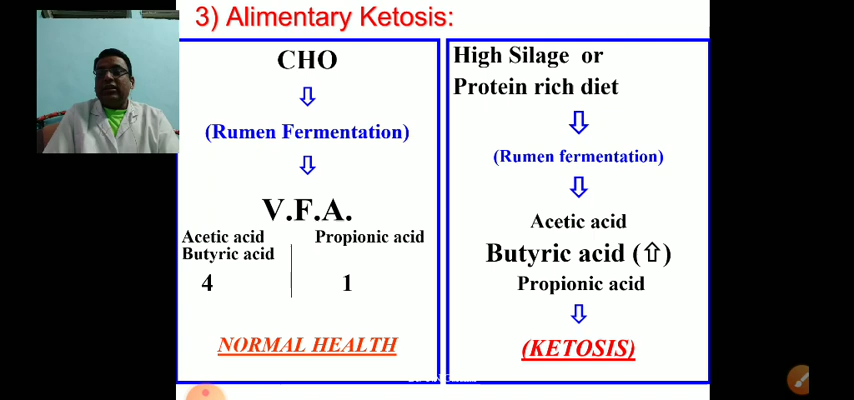 3) Alimentary Ketosis:
CHO
(Rumen Fermentation)
V.F.A.
Acetic acid
Butyric acid
Propionic acid
4
1
NORMAL HEALTH
High Silage or
Protein rich diet
(Rumen fermentation)
Acetic acid
Butyric acid (⇧)
Propionic acid
(KETOSIS)